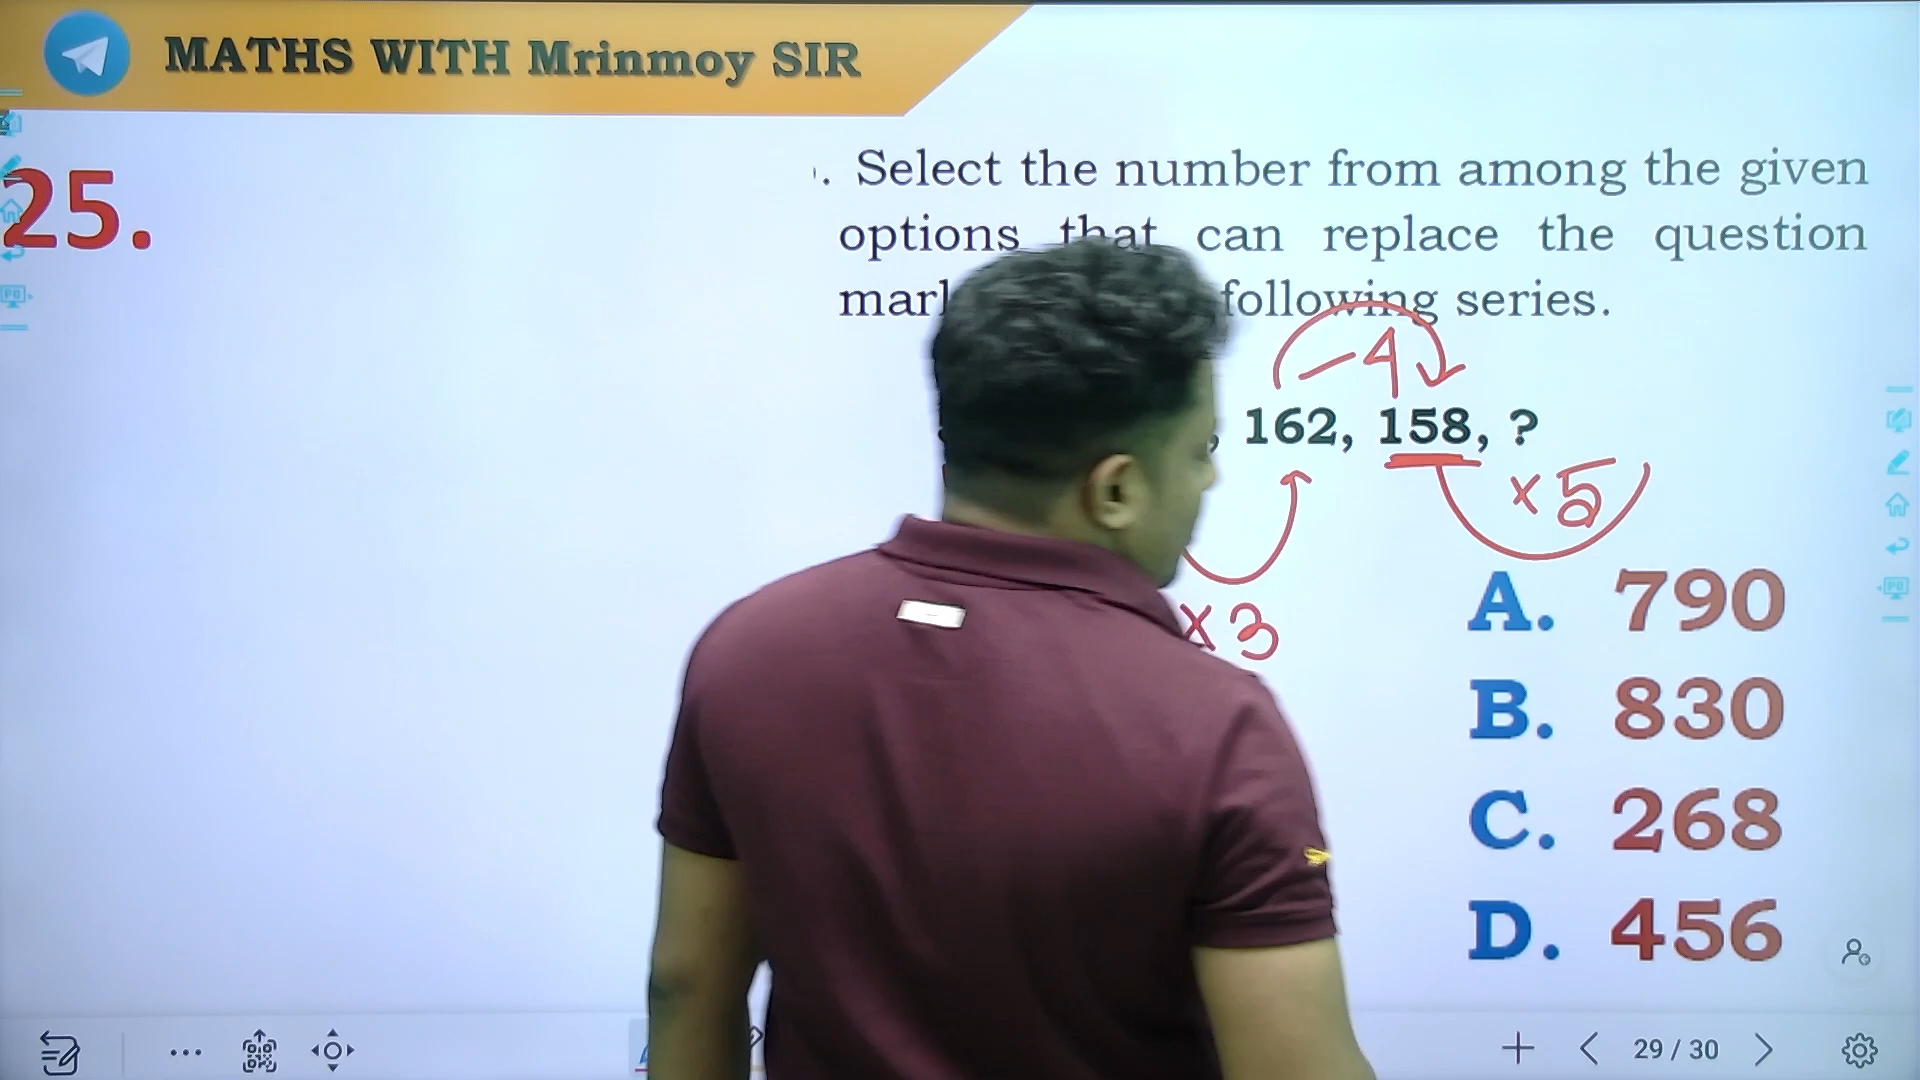 MATHS WITH Mrinmoy SIR
25.
. Select the number from among the given
options that can replace the question
following series.
-4
, 162, 158, ?
×5
×3
A. 790
B. 830
C. 268
D. 456
29 / 30